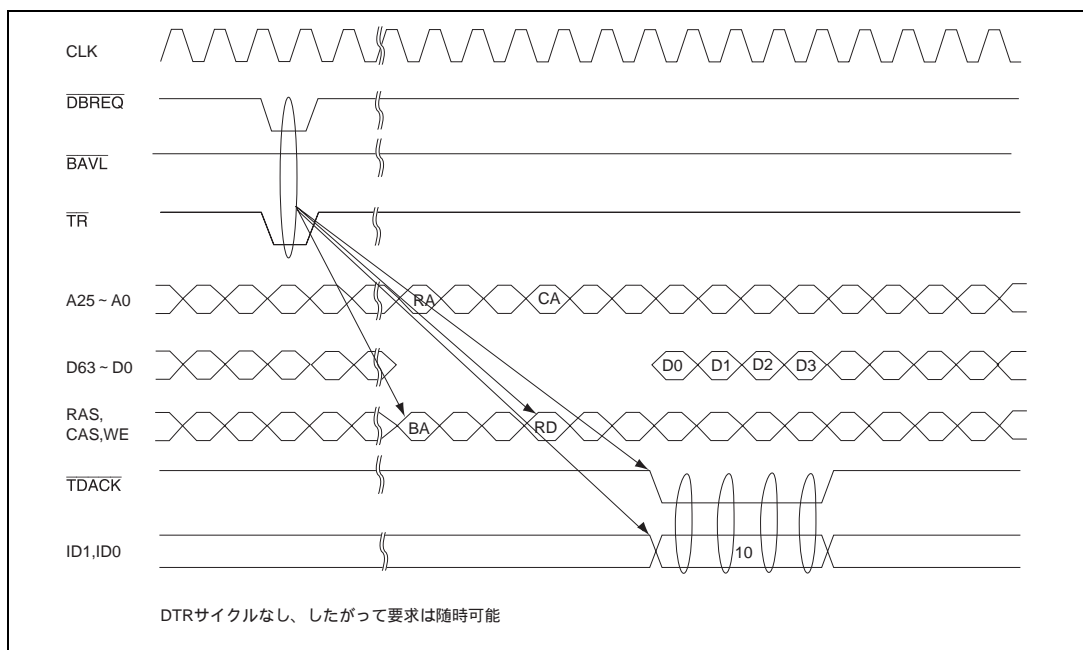 CLK
DBREQ
BAVL
TR
A25 ~ A0
RA
CA
D63 ~ D0
D0
D1
D2
D3
RAS,
CAS,WE
BA
RD
TDACK
ID1,ID0
10
DTRサイクルなし、したがって要求は随時可能